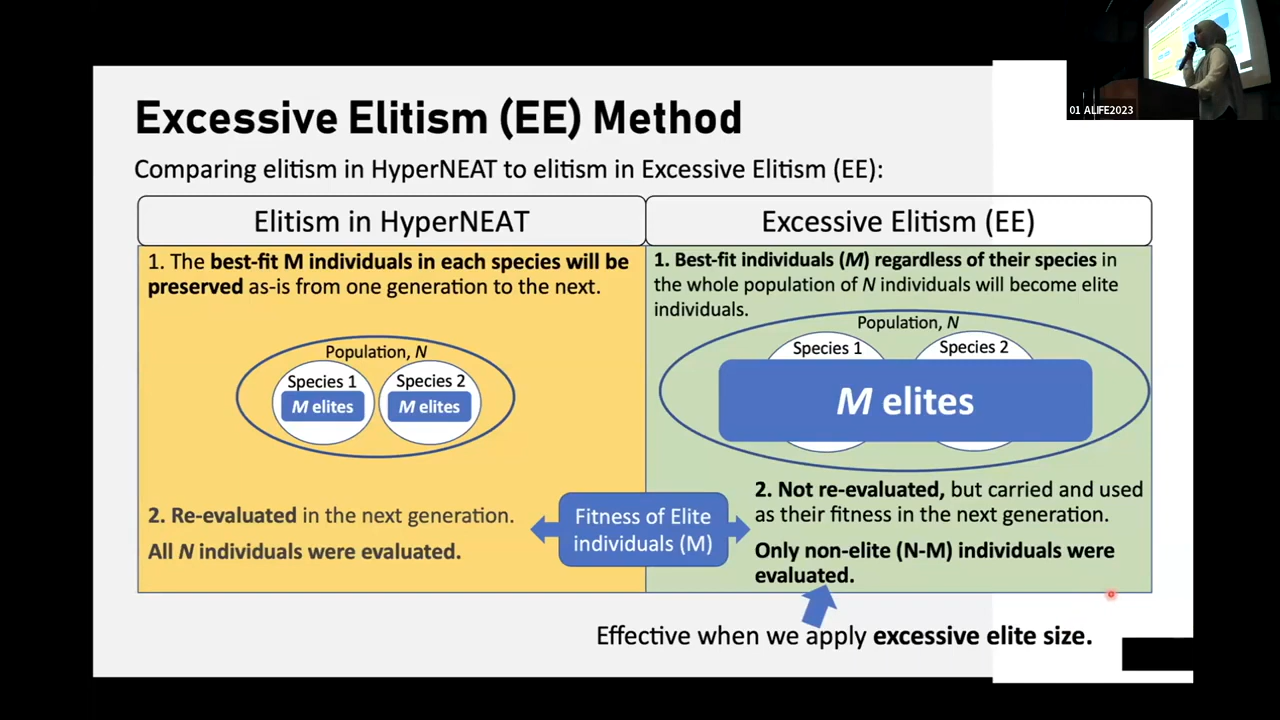 01 ALIFE2023
Excessive Elitism (EE) Method
Comparing elitism in HyperNEAT to elitism in Excessive Elitism (EE):
Elitism in HyperNEAT
1. The best-fit M individuals in each species will be
preserved as-is from one generation to the next.
Population, N
Species 1
Species 2
M elites
M elites
2. Re-evaluated in the next generation.
All N individuals were evaluated.
Fitness of Elite
individuals (M)
Excessive Elitism (EE)
1. Best-fit individuals (M) regardless of their species in
the whole population of N individuals will become elite
individuals.
Population, N
Species 1
Species 2
M elites
2. Not re-evaluated, but carried and used
as their fitness in the next generation.
Only non-elite (N-M) individuals were
evaluated.
Effective when we apply excessive elite size.